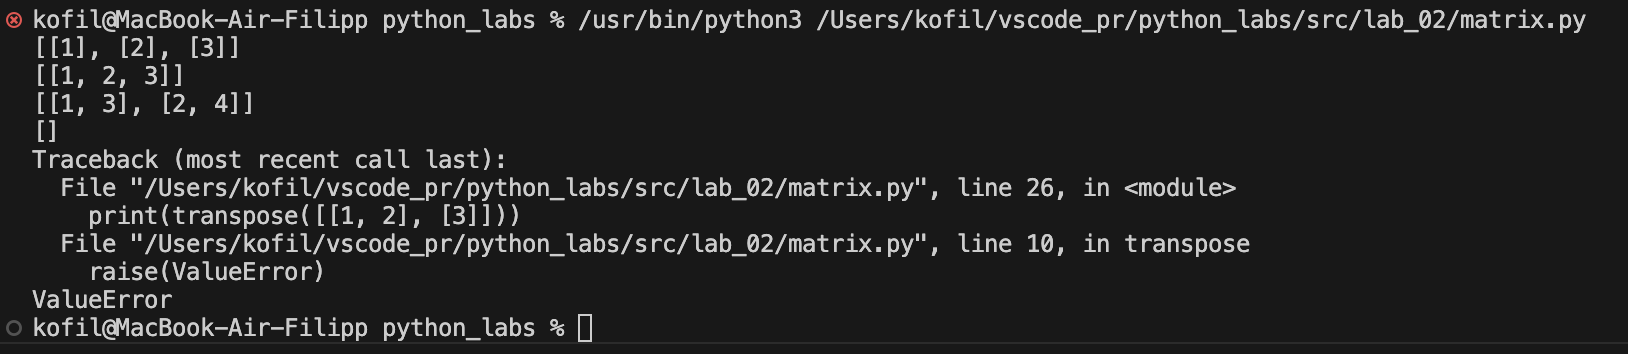 kofil@MacBook-Air-Filipp python_labs % /usr/bin/python3 /Users/kofil/vscode_pr/python_labs/src/lab_02/matrix.py
[[1], [2], [3]]
[[1, 2, 3]]
[[1, 3], [2, 4]]
[]
Traceback (most recent call last):
  File "/Users/kofil/vscode_pr/python_labs/src/lab_02/matrix.py", line 26, in <module>
    print(transpose([[1, 2], [3]]))
  File "/Users/kofil/vscode_pr/python_labs/src/lab_02/matrix.py", line 10, in transpose
    raise(ValueError)
ValueError
kofil@MacBook-Air-Filipp python_labs %